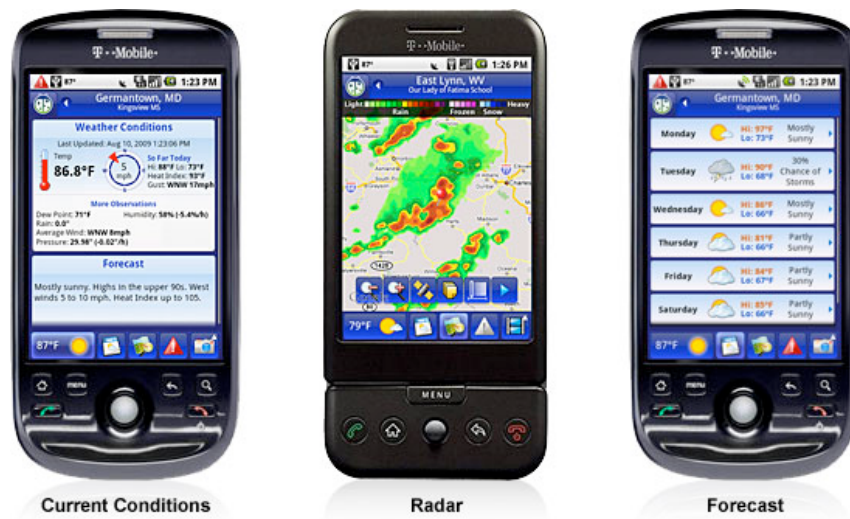 T··Mobile·
87° 1:23 PM
Germantown, MD
Kingsview MS
Weather Conditions
Last Updated: Aug 10, 2009 1:23:06 PM
Temp
86.8°F
5
mph
So Far Today
Hi: 88°F Lo: 73°F
Heat Index: 93°F
Gust: WNW 17mph
More Observations
Dew Point: 71°F Humidity: 58% (-5.4%/h)
Rain: 0.0"
Average Wind: WNW 8mph
Pressure: 29.98" (-0.02"/h)
Forecast
Mostly sunny. Highs in the upper 90s. West
winds 5 to 10 mph. Heat Index up to 105.
87°F
MENU
Current Conditions
T··Mobile·
87° 1:26 PM
East Lynn, WV
Our Lady of Fatima School
Light Heavy
Rain Frozen Snow
79°F
MENU
Radar
T··Mobile·
87° 1:23 PM
Germantown, MD
Kingsview MS
Monday Hi: 97°F Lo: 73°F Mostly Sunny
Tuesday Hi: 90°F Lo: 68°F 30% Chance of Storms
Wednesday Hi: 86°F Lo: 66°F Mostly Sunny
Thursday Hi: 81°F Lo: 66°F Partly Sunny
Friday Hi: 84°F Lo: 67°F Partly Sunny
Saturday Hi: 85°F Lo: 66°F Partly Sunny
87°F
MENU
Forecast